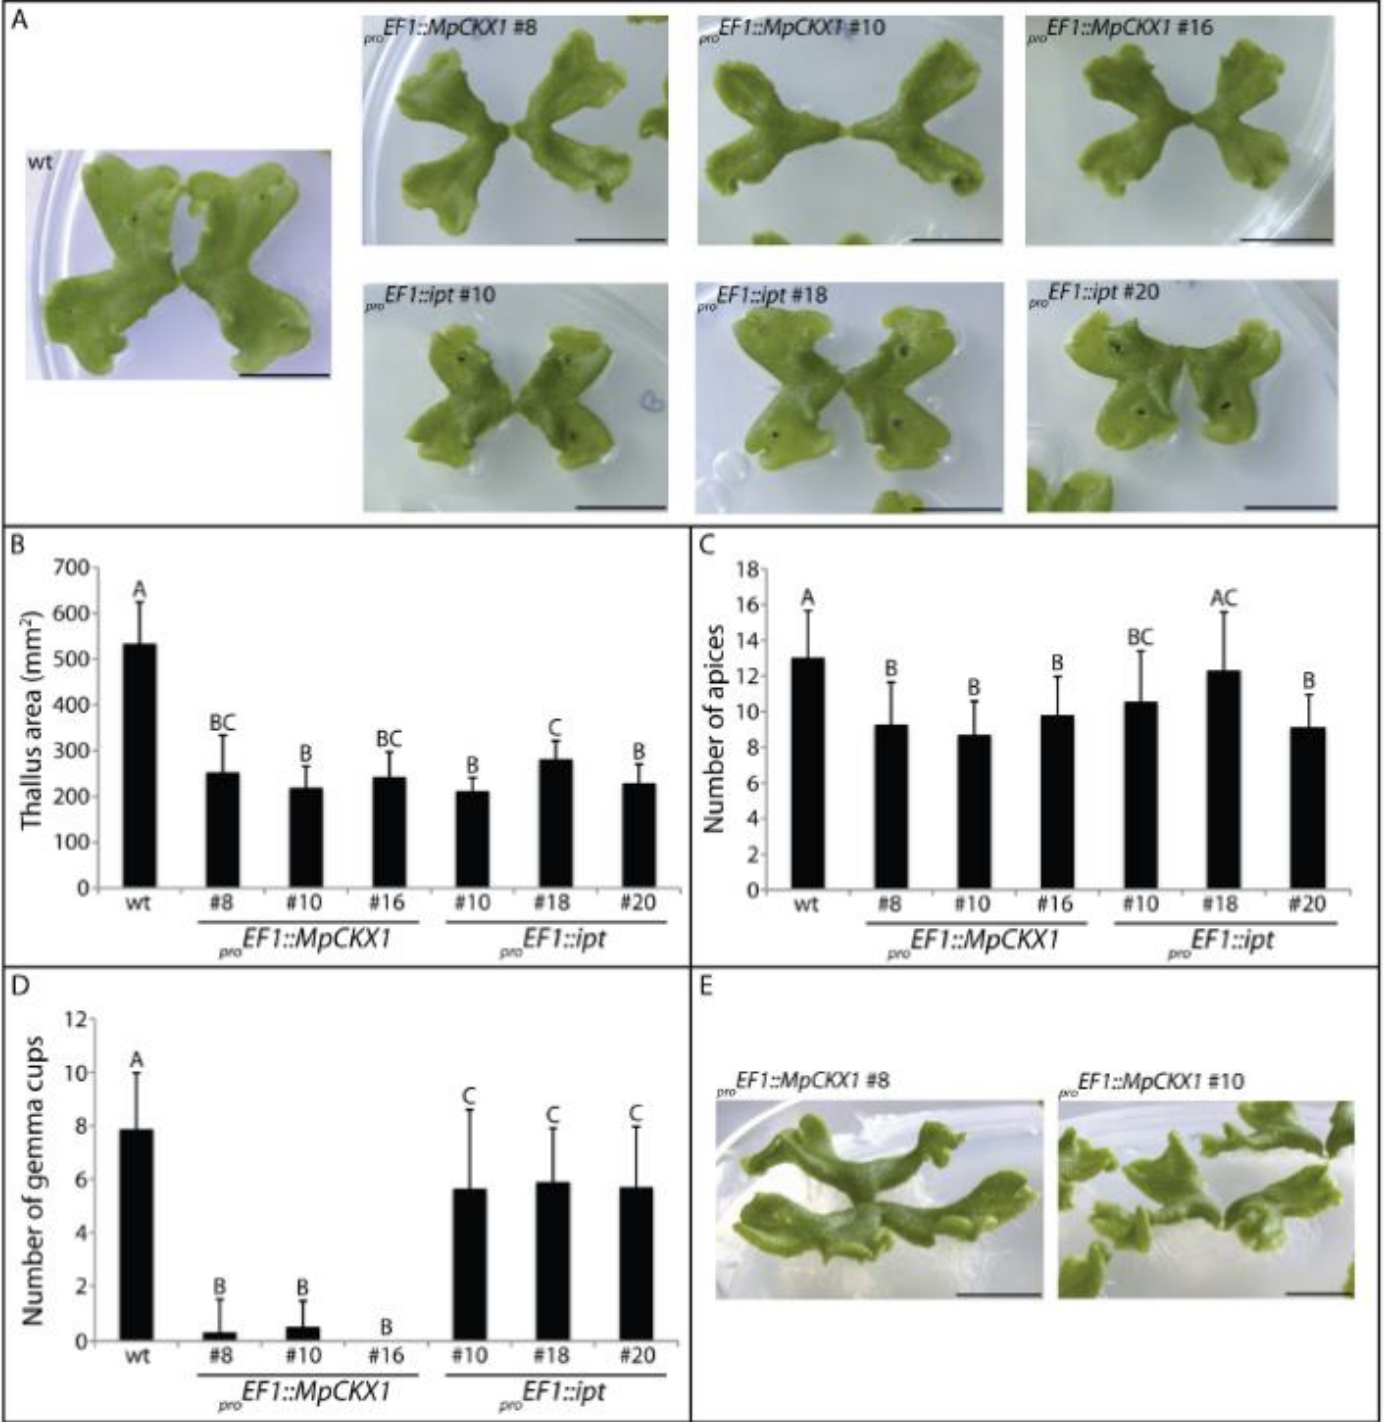 A
proEF1::MpCKX1 #8
proEF1::MpCKX1 #10
proEF1::MpCKX1 #16
wt
proEF1::ipt #10
proEF1::ipt #18
proEF1::ipt #20
B
Thallus area (mm²)
700
600
500
400
300
200
100
0
A
BC
B
BC
B
C
B
wt
#8
#10
#16
#10
#18
#20
proEF1::MpCKX1
proEF1::ipt
C
Number of apices
18
16
14
12
10
8
6
4
2
0
A
B
B
B
BC
AC
B
wt
#8
#10
#16
#10
#18
#20
proEF1::MpCKX1
proEF1::ipt
D
Number of gemma cups
12
10
8
6
4
2
0
A
B
B
B
C
C
C
wt
#8
#10
#16
#10
#18
#20
proEF1::MpCKX1
proEF1::ipt
E
proEF1::MpCKX1 #8
proEF1::MpCKX1 #10